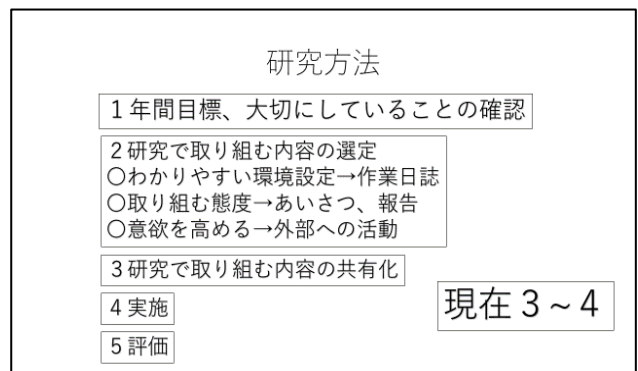 研究方法
１年間目標、大切にしていることの確認
２研究で取り組む内容の選定
〇わかりやすい環境設定→作業日誌
〇取り組む態度→あいさつ、報告
〇意欲を高める→外部への活動
３研究で取り組む内容の共有化
４実施
５評価
現在３～４